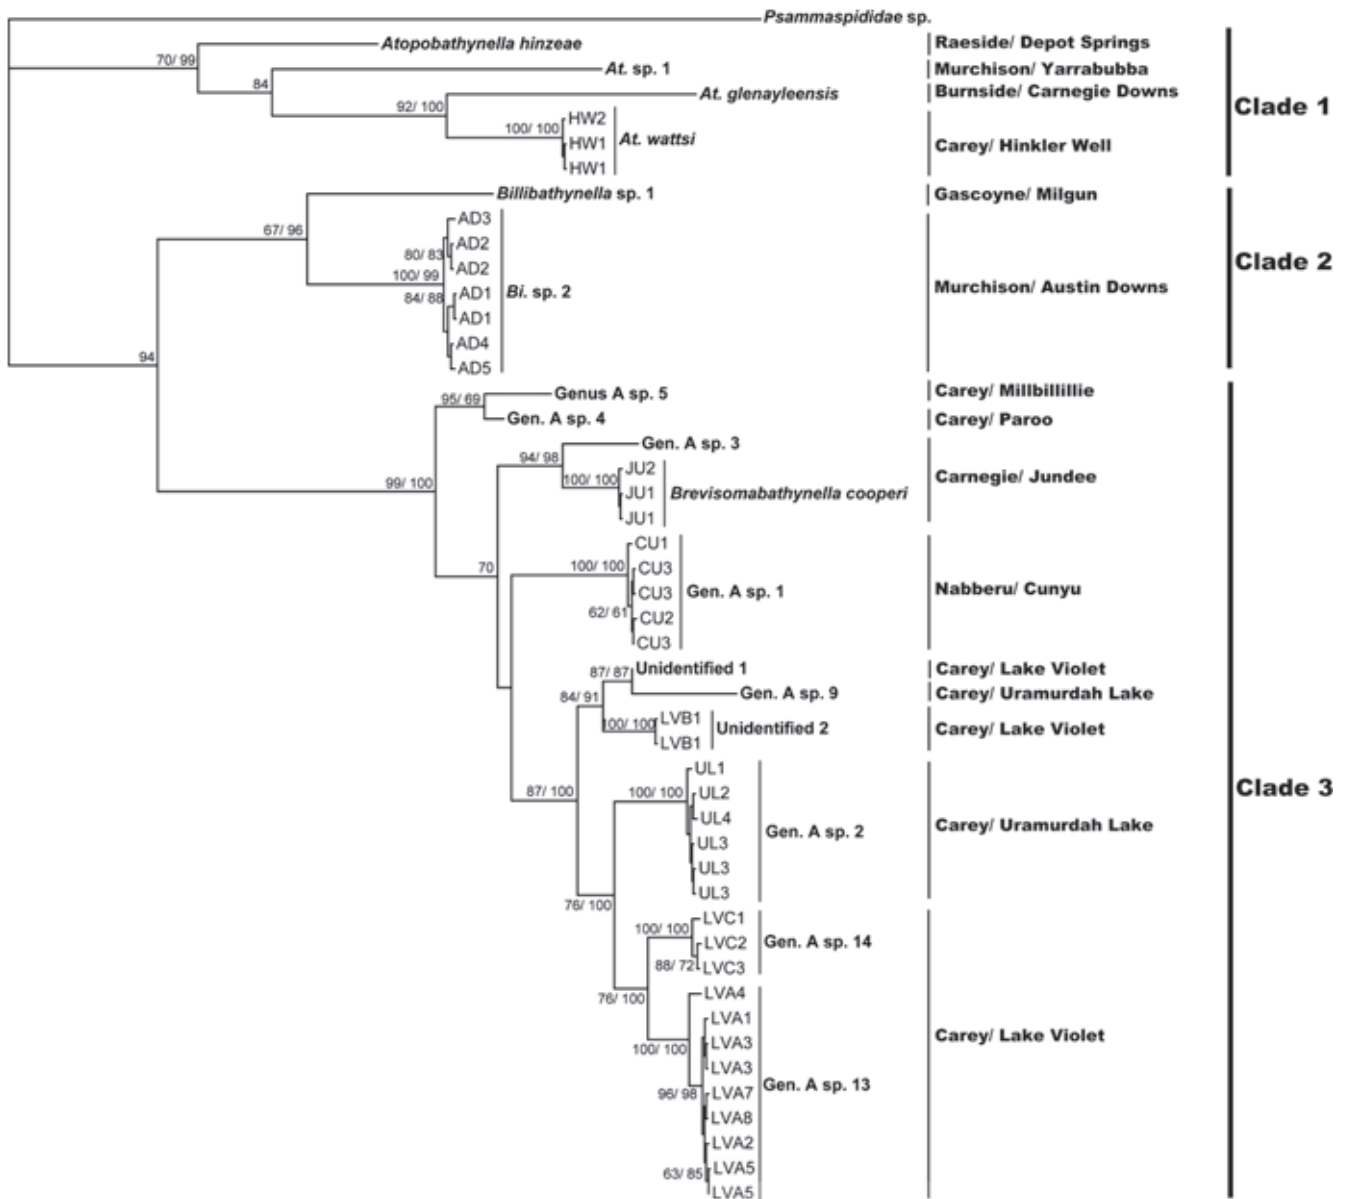 Psammaspididae sp.
Atopobathynella hinzeae
Raeside/ Depot Springs
70/ 99
At. sp. 1
Murchison/ Yarrabubba
84
At. glenayleensis
Burnside/ Carnegie Downs
Clade 1
92/ 100
HW2
100/ 100
At. wattsi
HW1
Carey/ Hinkler Well
HW1
Billibathynella sp. 1
Gascoyne/ Milgun
AD3
67/ 96
AD2
80/ 83
Clade 2
AD2
100/ 99
Bi. sp. 2
Murchison/ Austin Downs
84/ 88
AD1
AD1
AD4
94
AD5
Genus A sp. 5
Carey/ Millbillillie
95/ 69
Gen. A sp. 4
Carey/ Paroo
Gen. A sp. 3
94/ 98
JU2
Carnegie/ Jundee
99/ 100
100/ 100
JU1
Brevisomabathynella cooperi
JU1
CU1
70
100/ 100
CU3
CU3
Gen. A sp. 1
Nabberu/ Cunyu
62/ 61
CU2
CU3
87/ 87
Unidentified 1
Carey/ Lake Violet
84/ 91
Gen. A sp. 9
Carey/ Uramurdah Lake
100/ 100
LVB1
Unidentified 2
Carey/ Lake Violet
LVB1
UL1
87/ 100
100/ 100
UL2
Clade 3
UL4
Gen. A sp. 2
Carey/ Uramurdah Lake
UL3
UL3
UL3
76/ 100
LVC1
100/ 100
LVC2
Gen. A sp. 14
88/ 72
LVC3
76/ 100
LVA4
LVA1
Carey/ Lake Violet
100/ 100
LVA3
LVA3
Gen. A sp. 13
96/ 98
LVA7
LVA8
LVA2
63/ 85
LVA5
LVA5